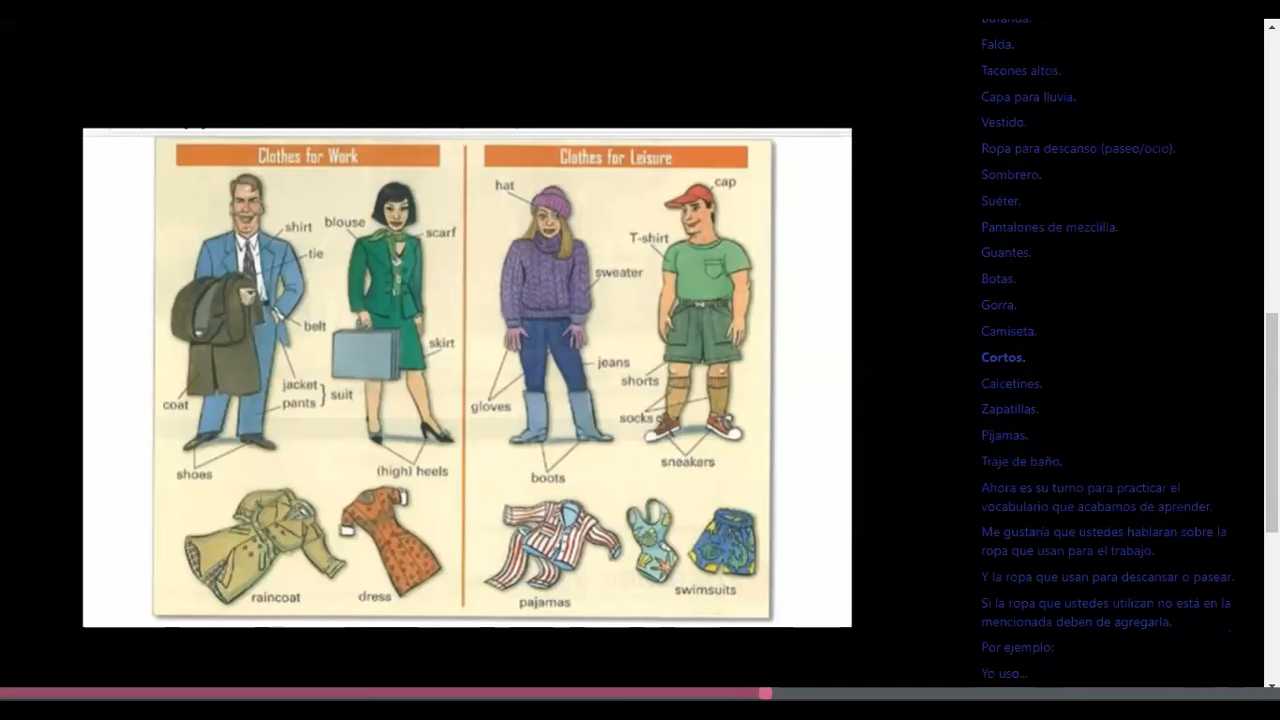 Clothes for Work
Clothes for Leisure
shirt
blouse
scarf
tie
belt
skirt
jacket
pants
suit
coat
shoes
(high) heels
raincoat
dress
hat
cap
T-shirt
sweater
jeans
shorts
gloves
socks
sneakers
boots
pajamas
swimsuits
Falda.
Tacones altos.
Capa para lluvia.
Vestido.
Ropa para descanso (paseo/ocio).
Sombrero.
Suéter.
Pantalones de mezclilla.
Guantes.
Botas.
Gorra.
Camiseta.
Cortos.
Calcetines.
Zapatillas.
Pijamas.
Traje de baño.
Ahora es su turno para practicar el
vocabulario que acabamos de aprender.
Me gustaría que ustedes hablaran sobre la
ropa que usan para el trabajo.
Y la ropa que usan para descansar o pasear.
Si la ropa que ustedes utilizan no está en la
mencionada deben de agregarla.
Por ejemplo:
Yo uso...